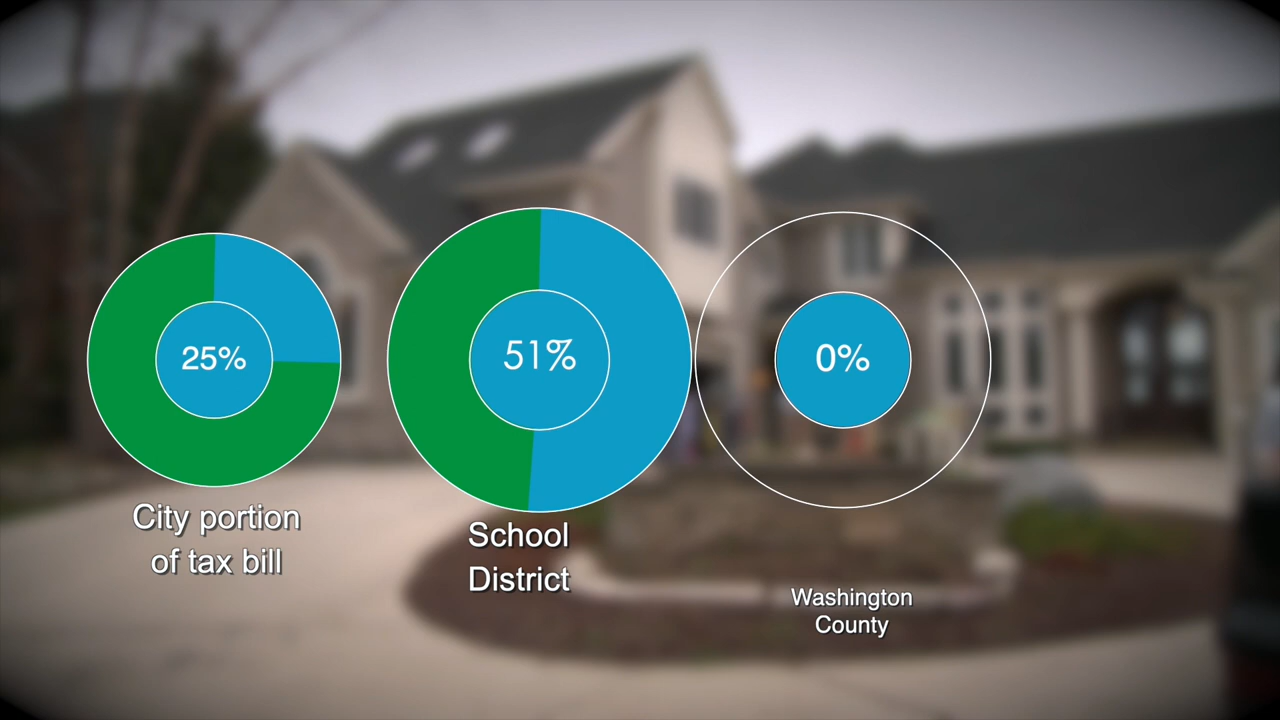 25%
City portion
of tax bill
51%
School
District
0%
Washington
County